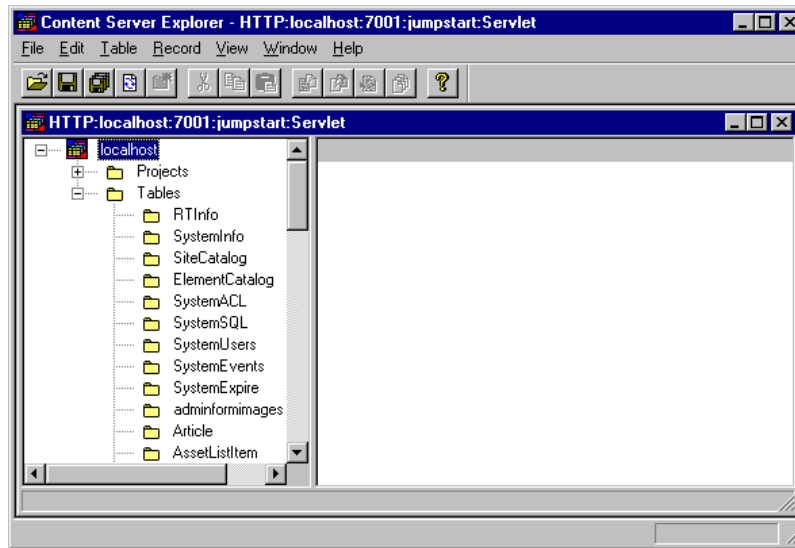 Content Server Explorer - HTTP:localhost:7001:jumpstart:Servlet
File Edit Table Record View Window Help
HTTP:localhost:7001:jumpstart:Servlet
localhost
Projects
Tables
RTInfo
SystemInfo
SiteCatalog
ElementCatalog
SystemACL
SystemSQL
SystemUsers
SystemEvents
SystemExpire
adminformimages
Article
AssetListItem